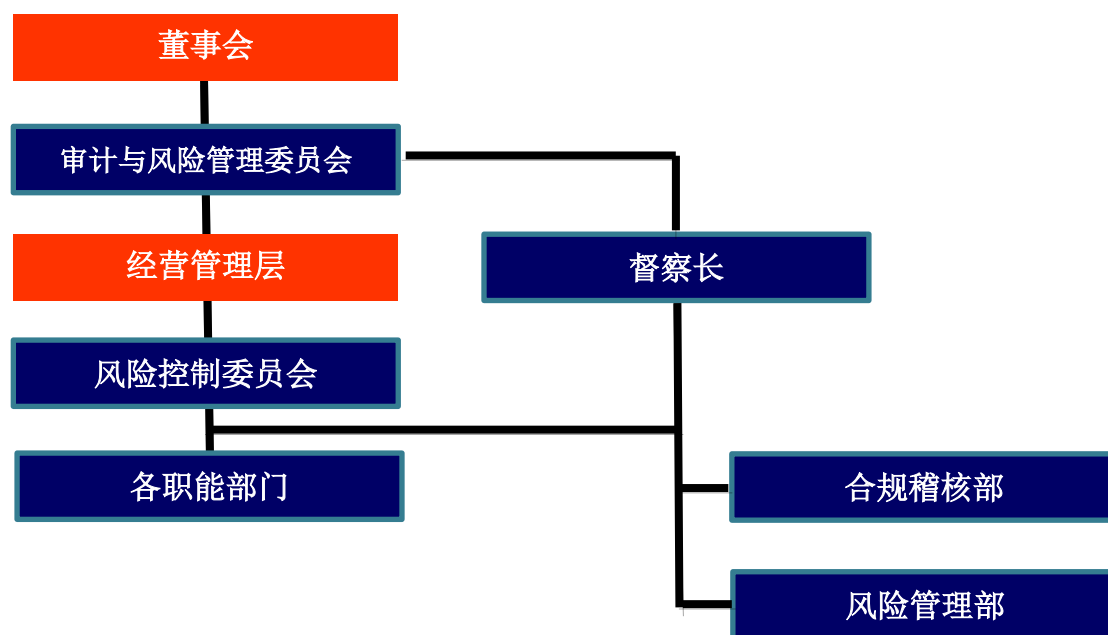 董事会
审计与风险管理委员会
经营管理层
督察长
风险控制委员会
各职能部门
合规稽核部
风险管理部